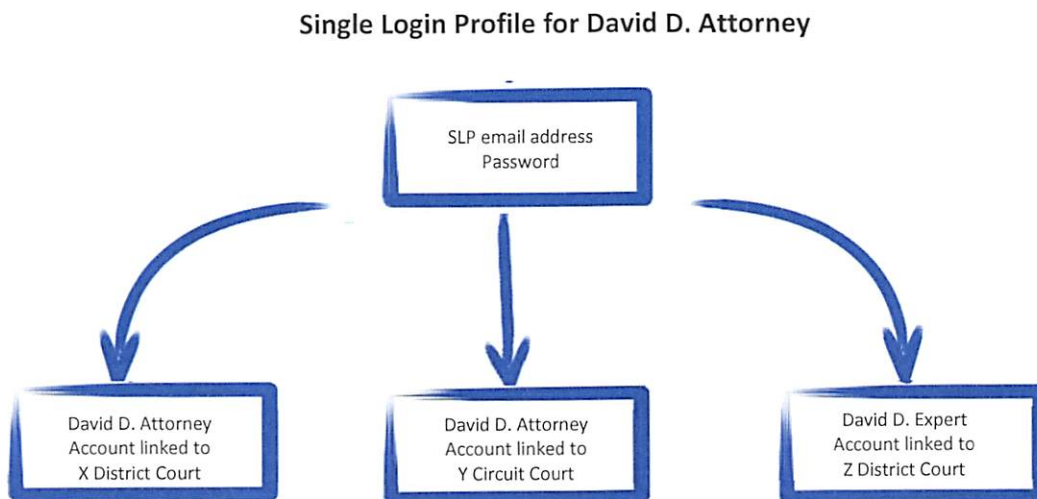 Single Login Profile for David D. Attorney
SLP email address
Password
David D. Attorney
Account linked to
X District Court
David D. Attorney
Account linked to
Y Circuit Court
David D. Expert
Account linked to
Z District Court